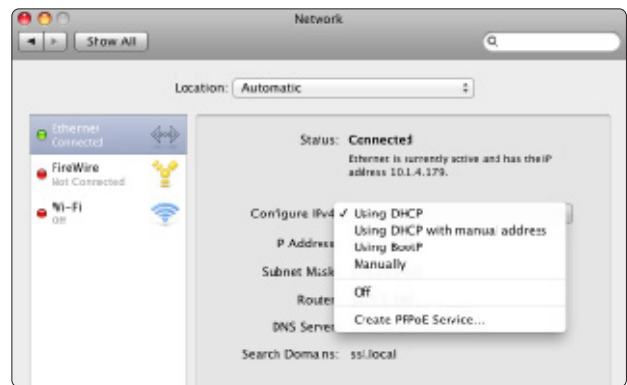 Network
Show All
Location: Automatic
Ethernet
Connected
Status: Connected
Ethernet is currently active and has the IP
address 10.1.4.179.
FireWire
Not Connected
Wi-Fi
Off
Configure IPv4
✓ Using DHCP
Using DHCP with manual address
Using BootP
Manually
Off
Create PPPoE Service...
IP Address
Subnet Mask
Router
DNS Server
Search Domains: ssi.local